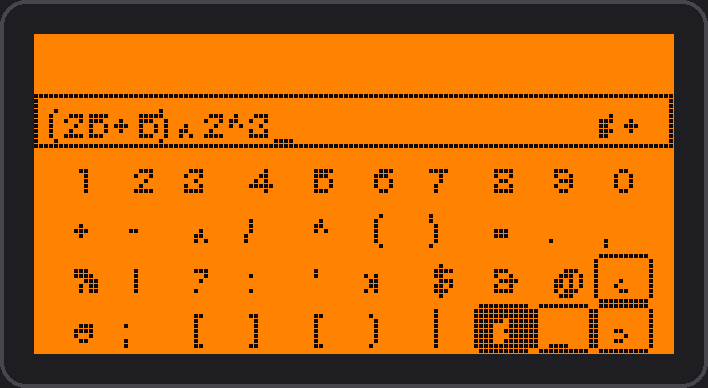 (25+5)*2^3_ #+
1 2 3 4 5 6 7 8 9 0
+ - * / ^ ( ) = . ,
| ? : ' $ & @ <
; [ ] | _ >